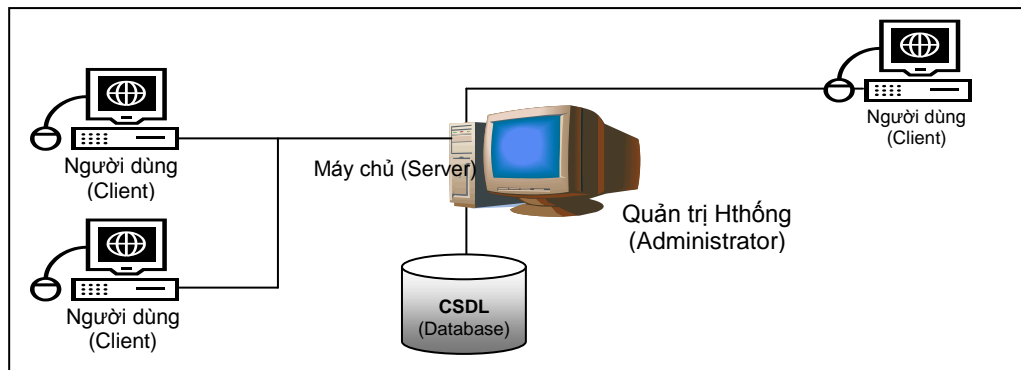 Người dùng
(Client)
Người dùng
(Client)
Máy chủ (Server)
Quản trị Hthống
(Administrator)
CSDL
(Database)
Người dùng
(Client)